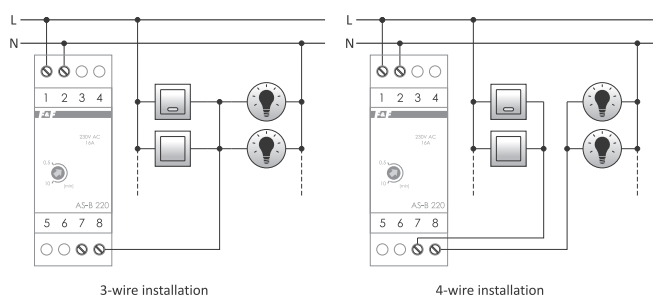 L
N
1 2 3 4
F&F
230V AC
16A
0.5
10 (min)
AS-B 220
5 6 7 8
3-wire installation
L
N
1 2 3 4
F&F
230V AC
16A
0.5
10 (min)
AS-B 220
5 6 7 8
4-wire installation